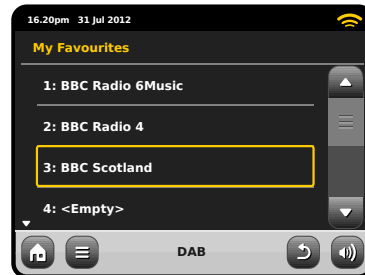 16.20pm 31 Jul 2012
My Favourites
1: BBC Radio 6Music
2: BBC Radio 4
3: BBC Scotland
4: <Empty>
DAB